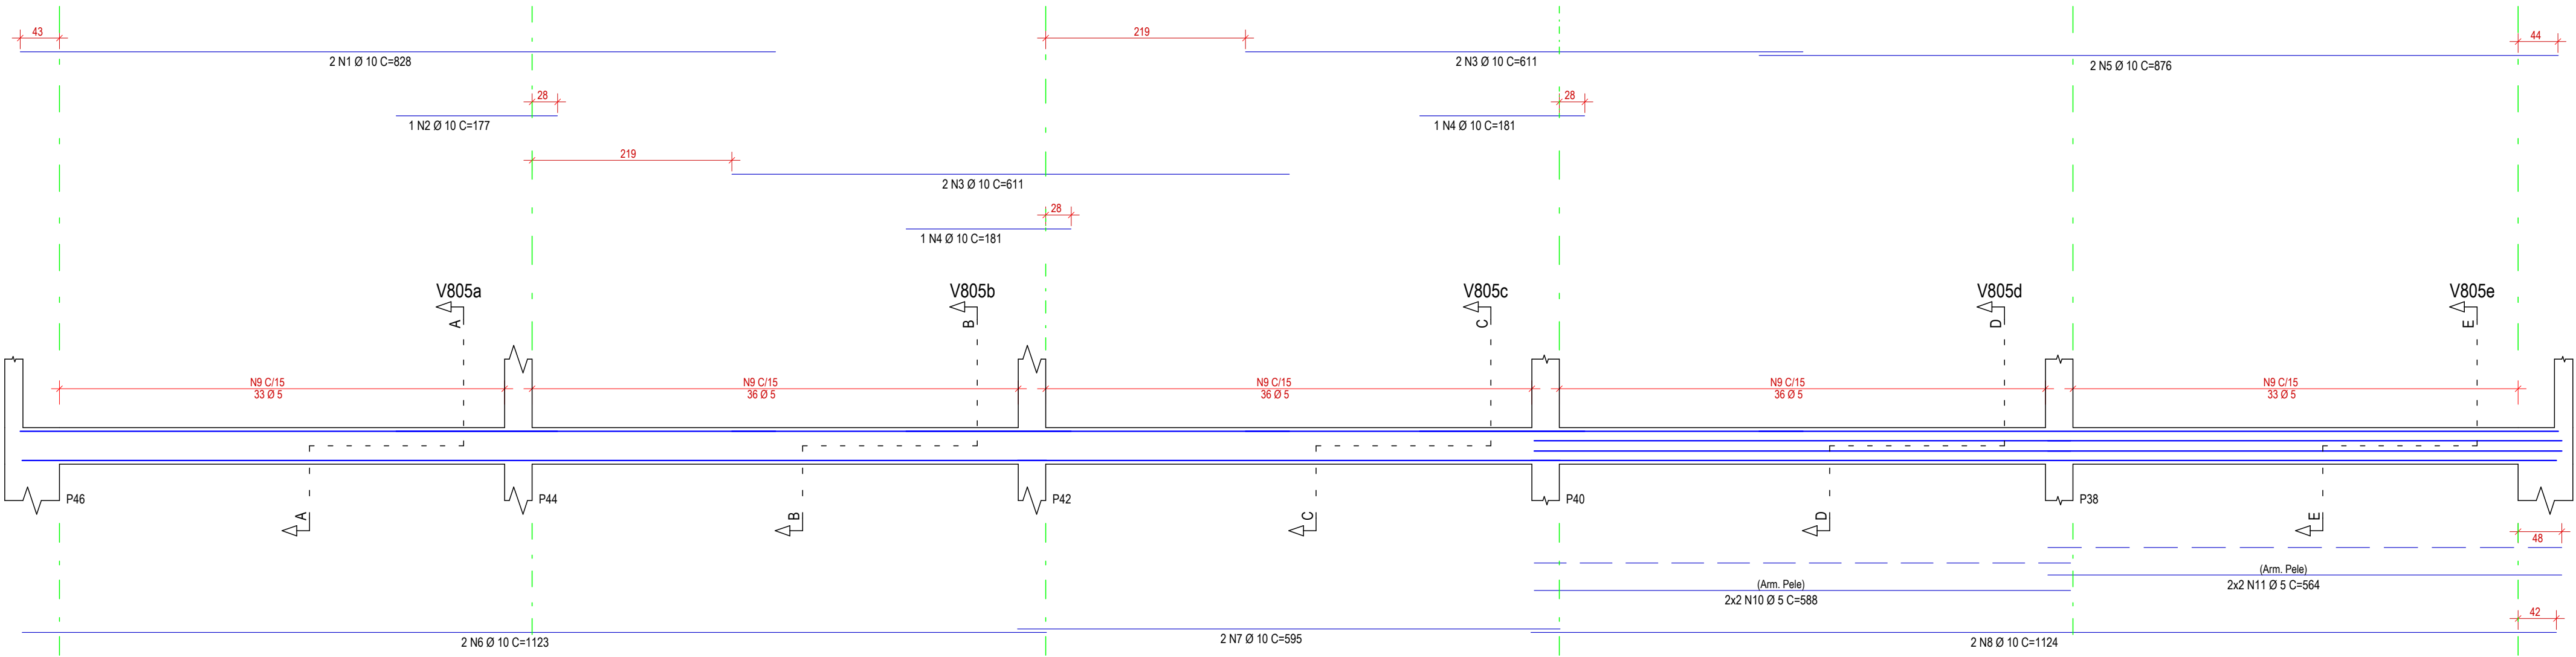 43
219
44
2 N1 Ø 10 C=828
2 N3 Ø 10 C=611
2 N5 Ø 10 C=876
28
28
1 N2 Ø 10 C=177
1 N4 Ø 10 C=181
219
2 N3 Ø 10 C=611
28
1 N4 Ø 10 C=181
V805a
V805b
V805c
V805d
V805e
A
B
C
D
E
N9 C/15
33 Ø 5
N9 C/15
36 Ø 5
N9 C/15
36 Ø 5
N9 C/15
36 Ø 5
N9 C/15
33 Ø 5
P46
P44
P42
P40
P38
A
B
C
D
E
48
(Arm. Pele)
2x2 N11 Ø 5 C=564
(Arm. Pele)
2x2 N10 Ø 5 C=588
42
2 N6 Ø 10 C=1123
2 N7 Ø 10 C=595
2 N8 Ø 10 C=1124